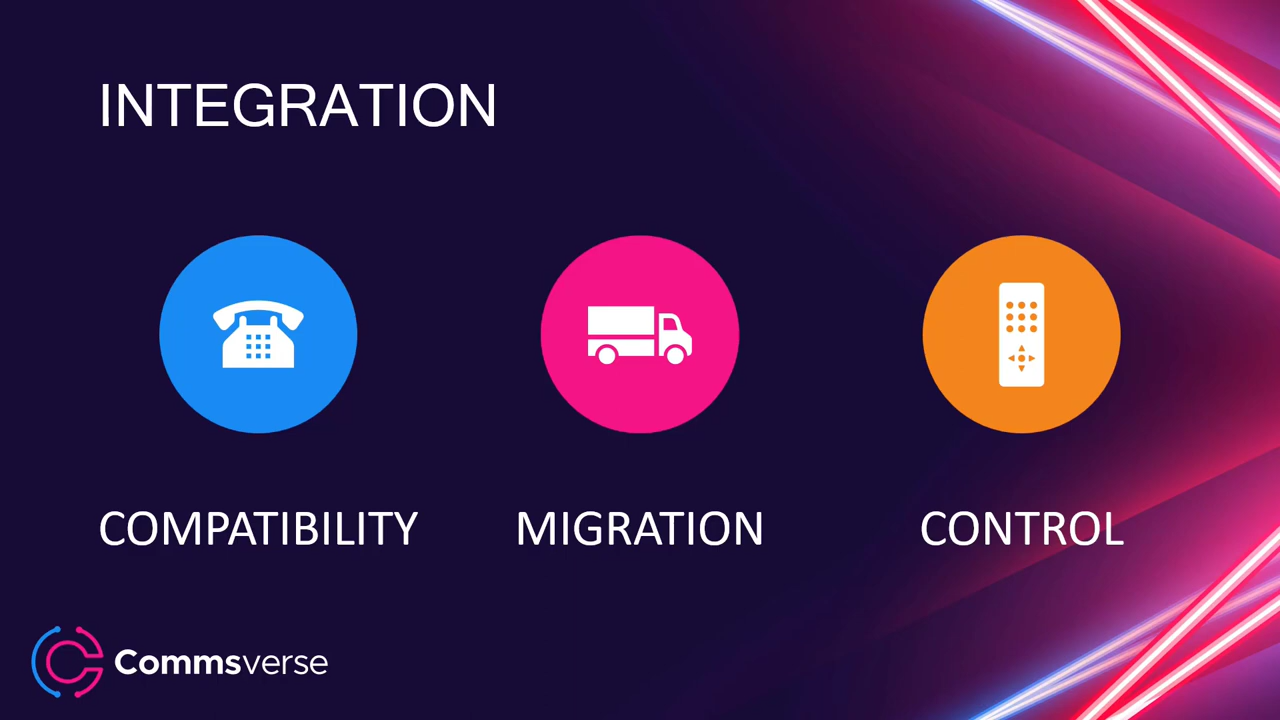 INTEGRATION
COMPATIBILITY
MIGRATION
CONTROL
Commsverse